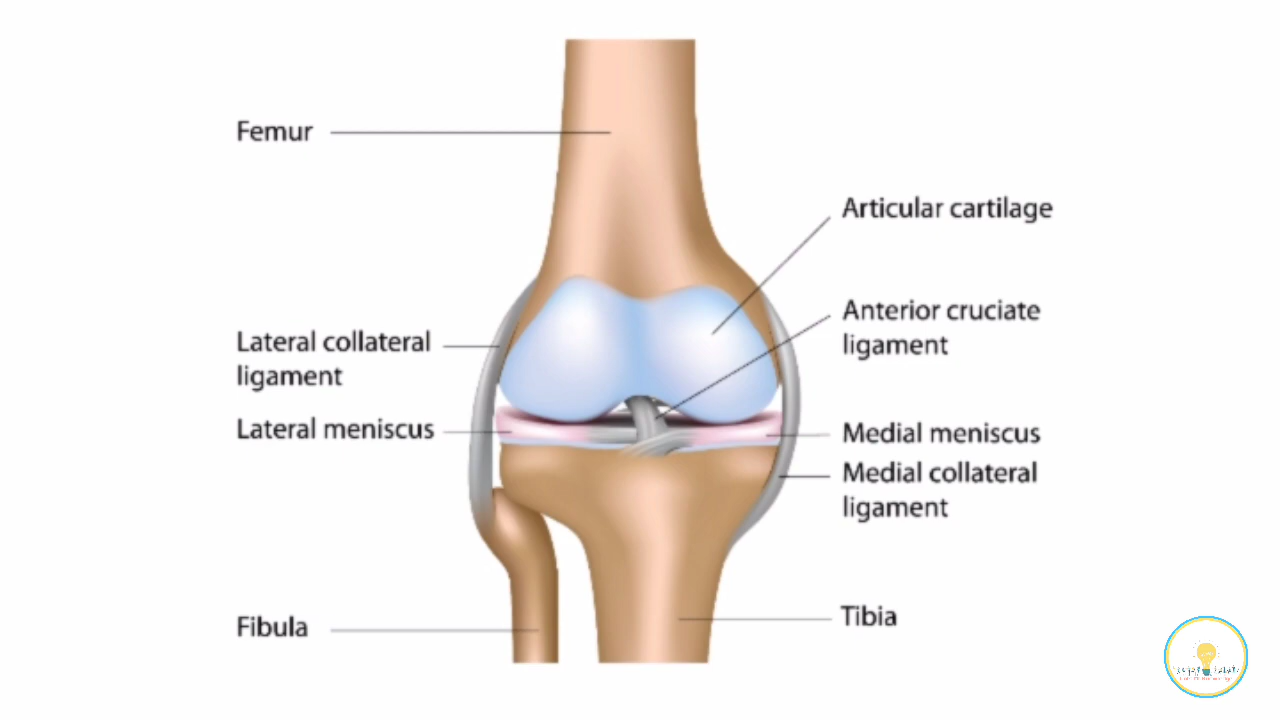 Femur
Articular cartilage
Anterior cruciate
ligament
Lateral collateral
ligament
Lateral meniscus
Medial meniscus
Medial collateral
ligament
Fibula
Tibia